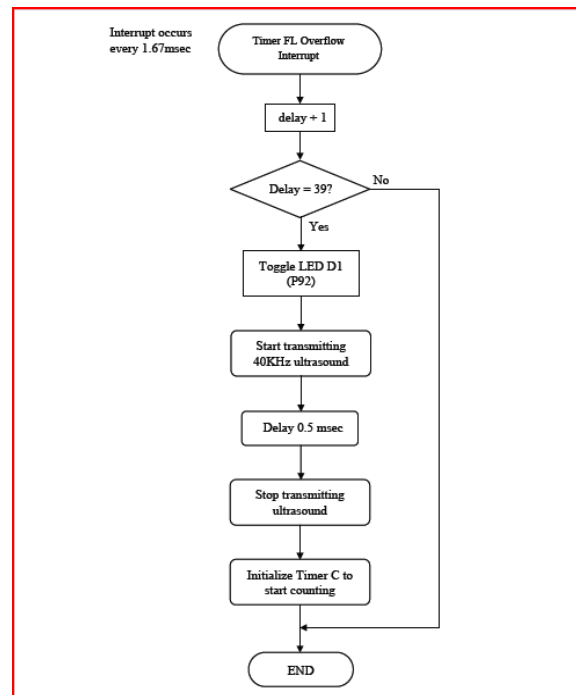 Interrupt occurs
every 1.67msec
Timer FL Overflow
Interrupt
delay + 1
Delay = 39?
No
Yes
Toggle LED D1
(P92)
Start transmitting
40KHz ultrasound
Delay 0.5 msec
Stop transmitting
ultrasound
Initialize Timer C to
start counting
END